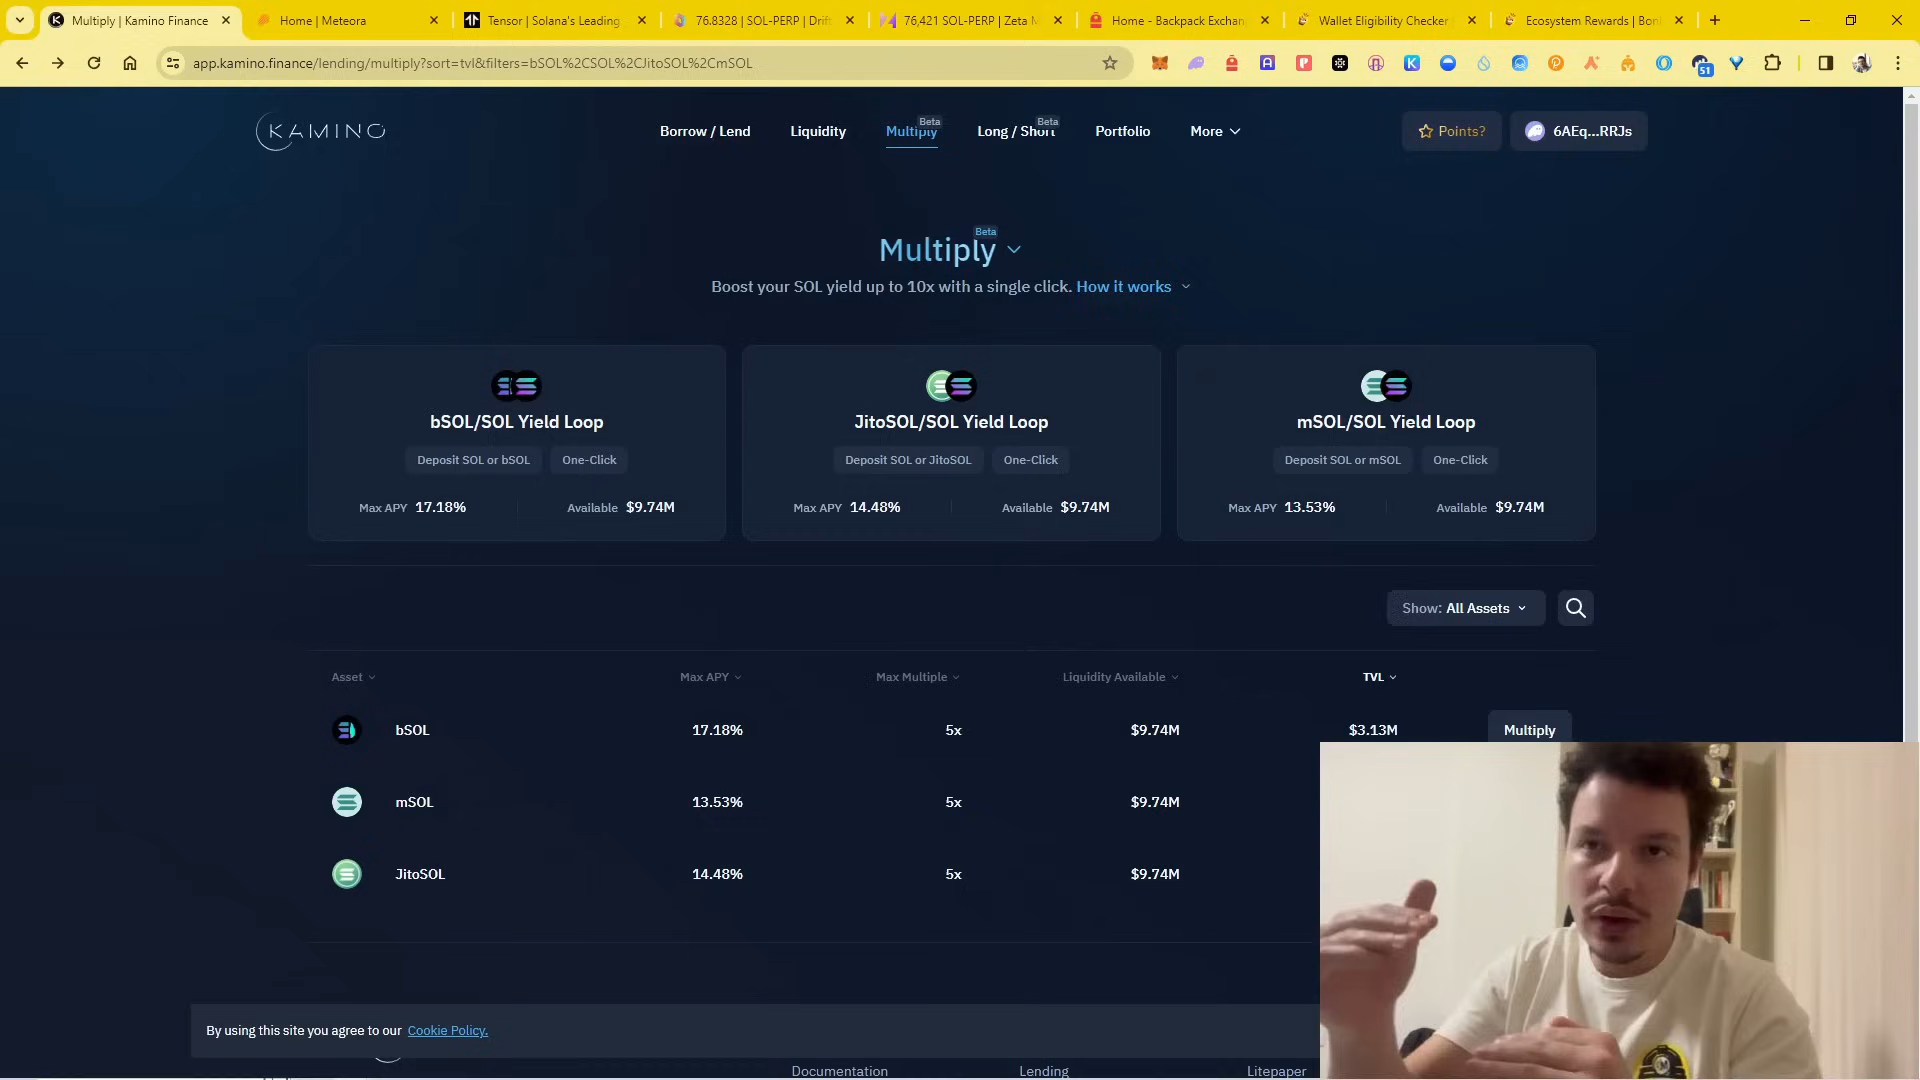 Multiply | Kamino Finance
Home | Meteora
Tensor | Solana's Leading
76.8328 | SOL-PERP | Drift
76,421 SOL-PERP | Zeta M
Home - Backpack Exchan
Wallet Eligibility Checker
Ecosystem Rewards | Bon
app.kamino.finance/lending/multiply?sort=tvl&filters=bSOL%2CSOL%2CJitoSOL%2CmSOL
51
KAMINO
Borrow / Lend
Liquidity
Multiply
Beta
Long / Short
Beta
Portfolio
More
Points?
6AEq...RRJs
Multiply
Beta
Boost your SOL yield up to 10x with a single click. How it works
bSOL/SOL Yield Loop
Deposit SOL or bSOL
One-Click
Max APY 17.18%
Available $9.74M
JitoSOL/SOL Yield Loop
Deposit SOL or JitoSOL
One-Click
Max APY 14.48%
Available $9.74M
mSOL/SOL Yield Loop
Deposit SOL or mSOL
One-Click
Max APY 13.53%
Available $9.74M
Show: All Assets
Asset
Max APY
Max Multiple
Liquidity Available
TVL
bSOL
17.18%
5x
$9.74M
$3.13M
Multiply
mSOL
13.53%
5x
$9.74M
JitoSOL
14.48%
5x
$9.74M
By using this site you agree to our Cookie Policy.
Documentation
Lending
Litepaper